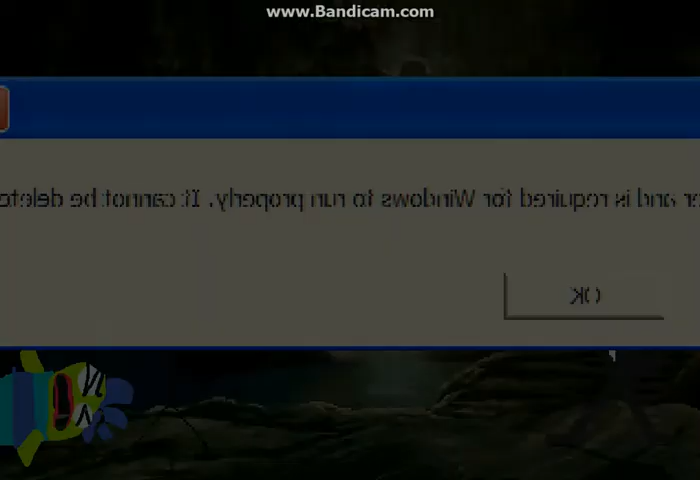 www.Bandicam.com
and is required for Windows to run properly. It cannot be
OK